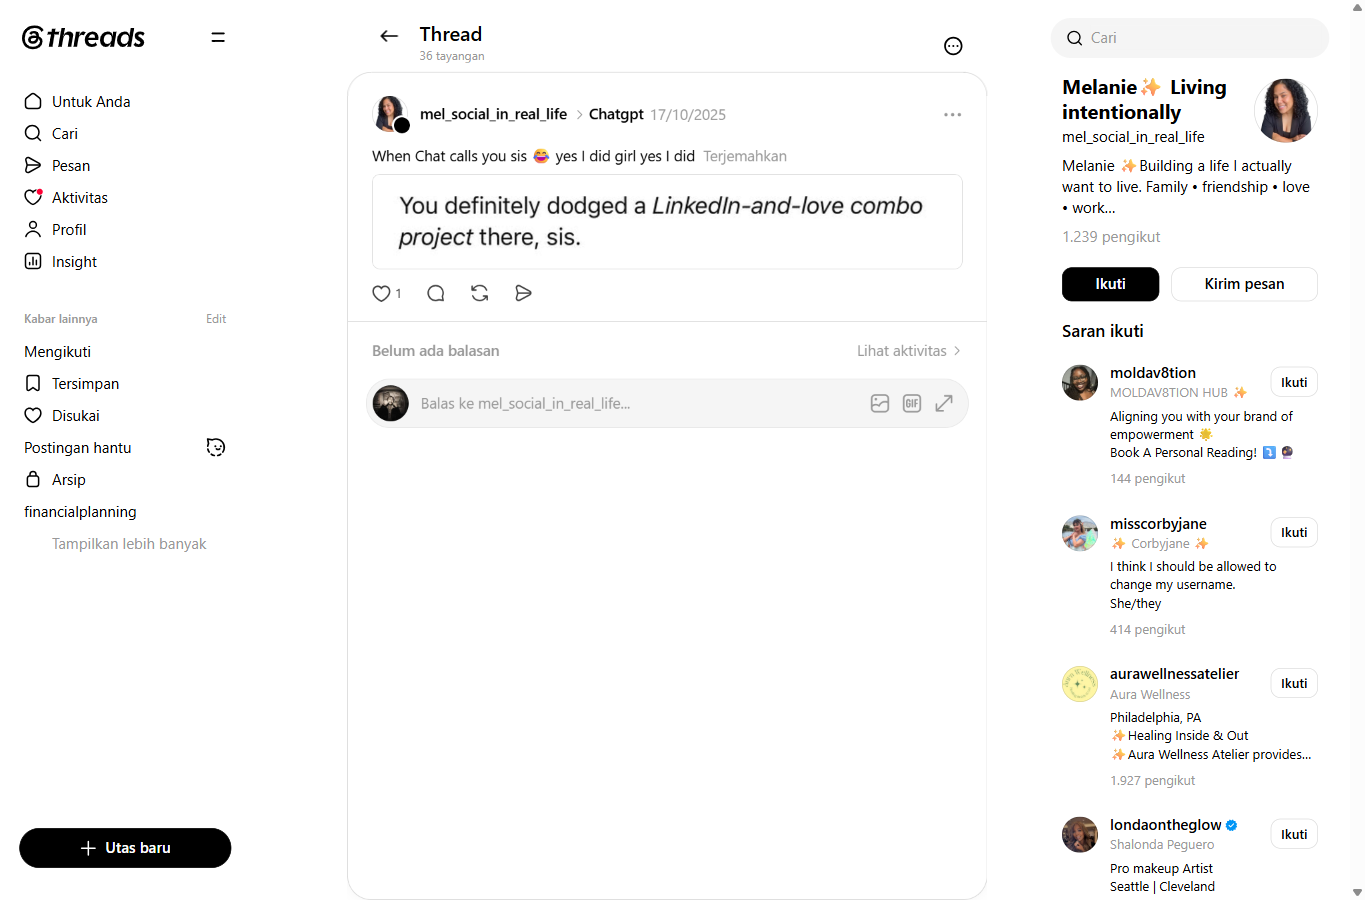 threads
Untuk Anda
Cari
Pesan
Aktivitas
Profil
Insight
Kabar lainnya
Edit
Mengikuti
Tersimpan
Disukai
Postingan hantu
Arsip
financialplanning
Tampilkan lebih banyak
Utas baru
Thread
36 tayangan
mel_social_in_real_life > Chatgpt 17/10/2025
When Chat calls you sis 😂 yes I did girl yes I did Terjemahkan
You definitely dodged a LinkedIn-and-love combo
project there, sis.
1
Belum ada balasan
Lihat aktivitas
Balas ke mel_social_in_real_life...
GIF
Cari
Melanie✨ Living
intentionally
mel_social_in_real_life
Melanie ✨Building a life I actually
want to live. Family • friendship • love
• work...
1.239 pengikut
Ikuti
Kirim pesan
Saran ikuti
moldav8tion
MOLDAV8TION HUB ✨
Ikuti
Aligning you with your brand of
empowerment 🌟
Book A Personal Reading! ⤵️ 🔮
144 pengikut
misscorbyjane
✨ Corbyjane ✨
Ikuti
I think I should be allowed to
change my username.
She/they
414 pengikut
aurawellnessatelier
Aura Wellness
Ikuti
Philadelphia, PA
✨Healing Inside & Out
✨Aura Wellness Atelier provides...
1.927 pengikut
londaontheglow
Shalonda Peguero
Ikuti
Pro makeup Artist
Seattle | Cleveland